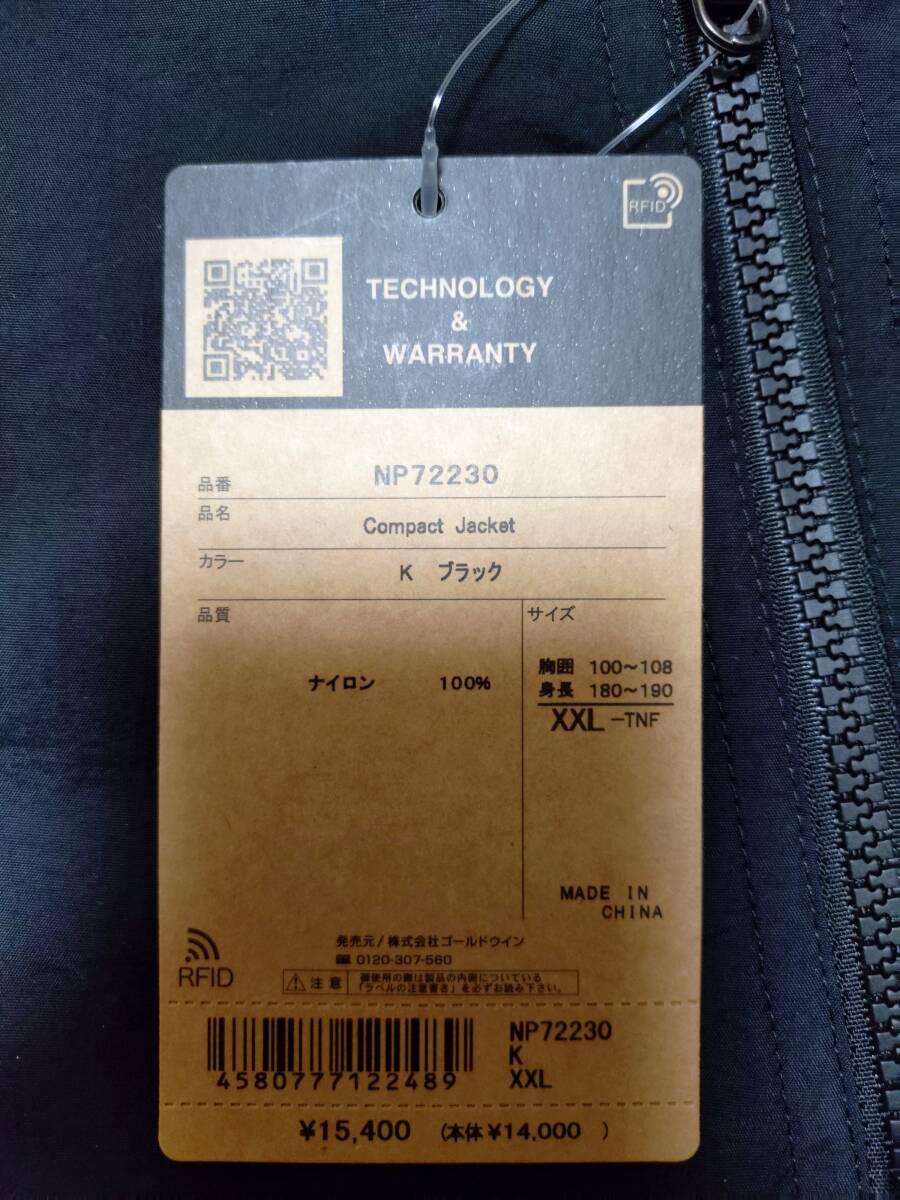 RFID
TECHNOLOGY
&
WARRANTY
品番 NP72230
品名 Compact Jacket
カラー K ブラック
品質
ナイロン 100%
サイズ
胸囲 100〜108
身長 180〜190
XXL -TNF
MADE IN
CHINA
発売元/株式会社ゴールドウイン
0120-307-560
RFID
注意
御使用の際は製品の内側についている
「ラベルの注意書き」を必ずお読み下さい。
4580777122489
NP72230
K
XXL
¥15,400 (本体¥14,000 )